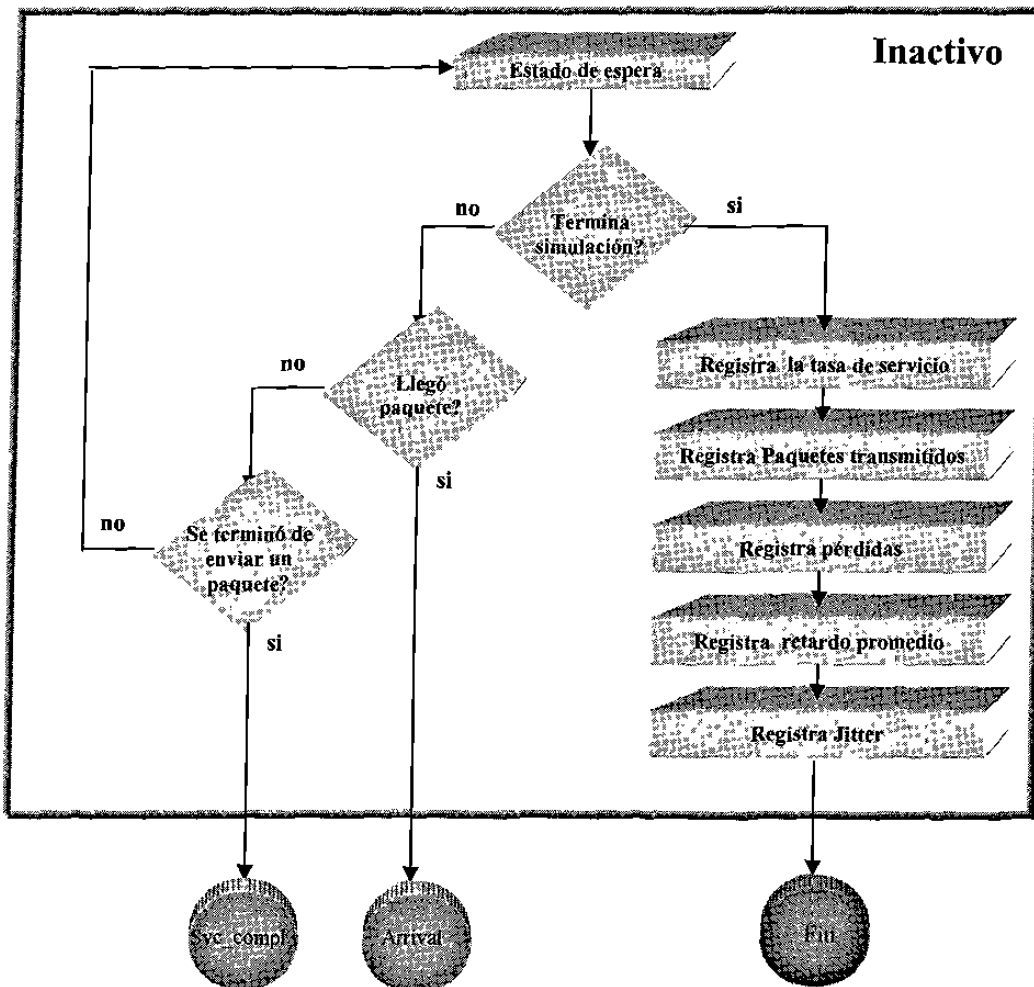 Inactivo
Estado de espera
no
si
Termina
simulación?
no
Llegó
paquete?
Registra la tasa de servicio
Registra Paquetes transmitidos
si
no
Se terminó de
enviar un
paquete?
Registra pérdidas
si
Registra retardo promedio
Registra Jitter
Svc_compl
Arrival
Fin